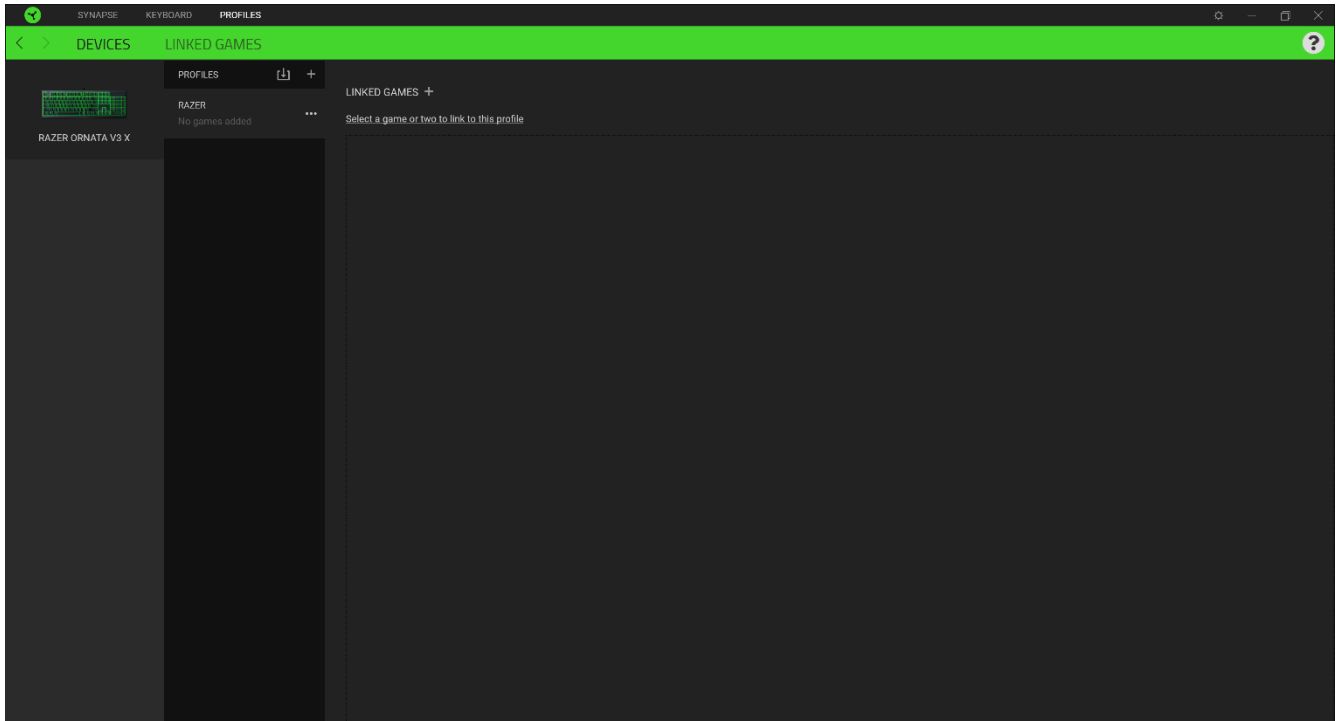 SYNAPSE KEYBOARD PROFILES
DEVICES LINKED GAMES
?
RAZER ORNATA V3 X
PROFILES +
RAZER
No games added
LINKED GAMES +
Select a game or two to link to this profile